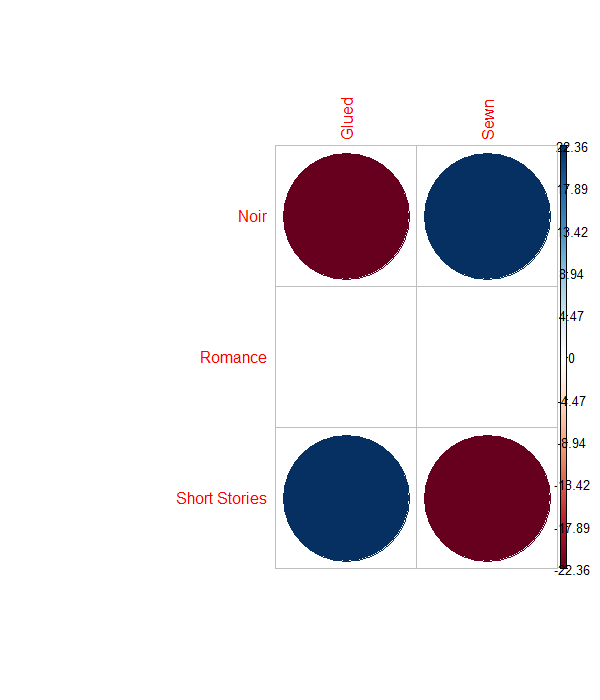 Glued
Sewn
Noir
Romance
Short Stories
22.36
17.89
13.42
8.94
4.47
0
-4.47
-8.94
-13.42
-17.89
-22.36